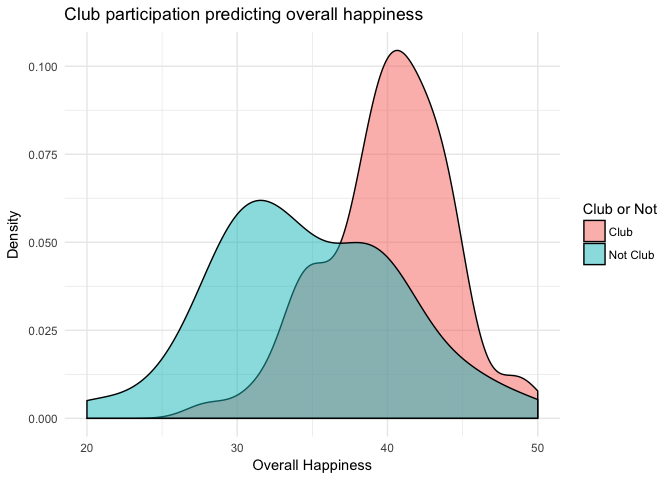 Club participation predicting overall happiness
0.100
0.075
0.050
0.025
0.000
Density
20 30 40 50
Overall Happiness
Club or Not
Club
Not Club